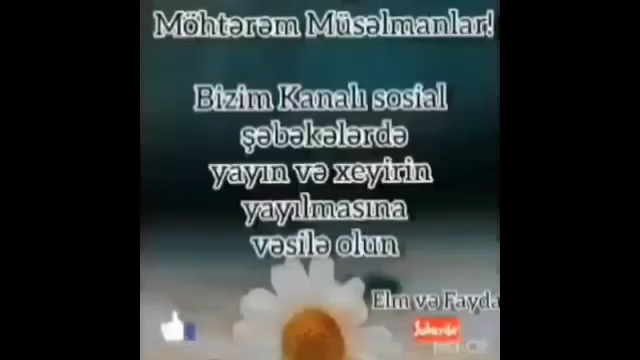 Möhtərəm Müsəlmanlar!
Bizim Kanalı sosial
şəbəkələrdə
yayın və xeyirin
yayılmasına
vəsilə olun
Elm və Fayda
Subscribe